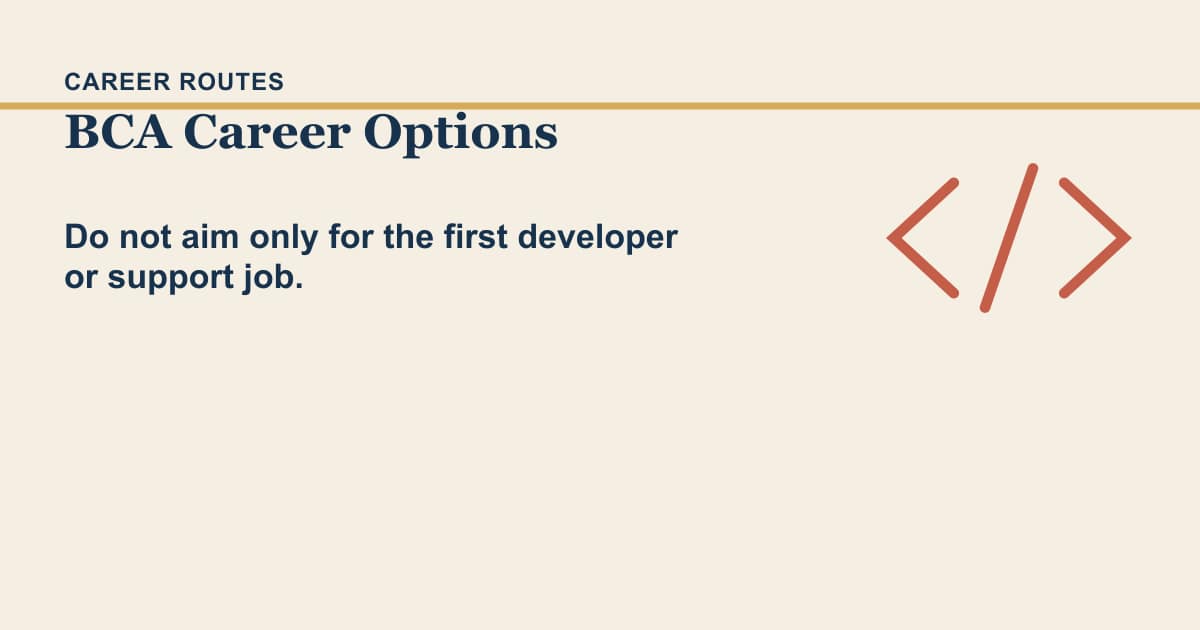 CAREER ROUTES
BCA Career Options
Do not aim only for the first developer
or support job.